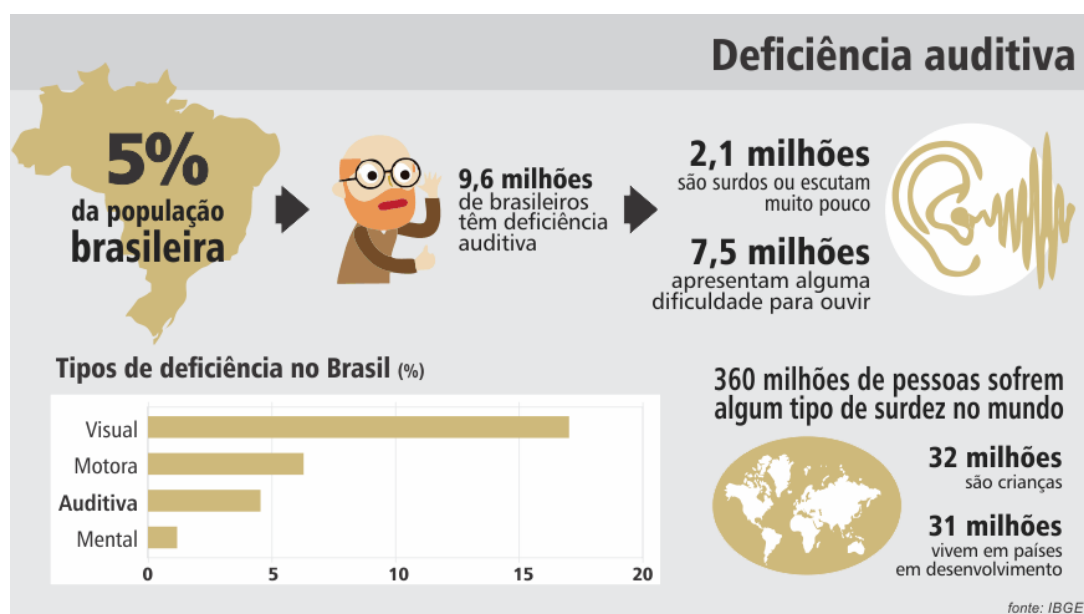 Deficiência auditiva
5%
da população
brasileira
9,6 milhões
de brasileiros
têm deficiência
auditiva
2,1 milhões
são surdos ou escutam
muito pouco
7,5 milhões
apresentam alguma
dificuldade para ouvir
Tipos de deficiência no Brasil (%)
Visual
Motora
Auditiva
Mental
0 5 10 15 20
360 milhões de pessoas sofrem
algum tipo de surdez no mundo
32 milhões
são crianças
31 milhões
vivem em países
em desenvolvimento
fonte: IBGE